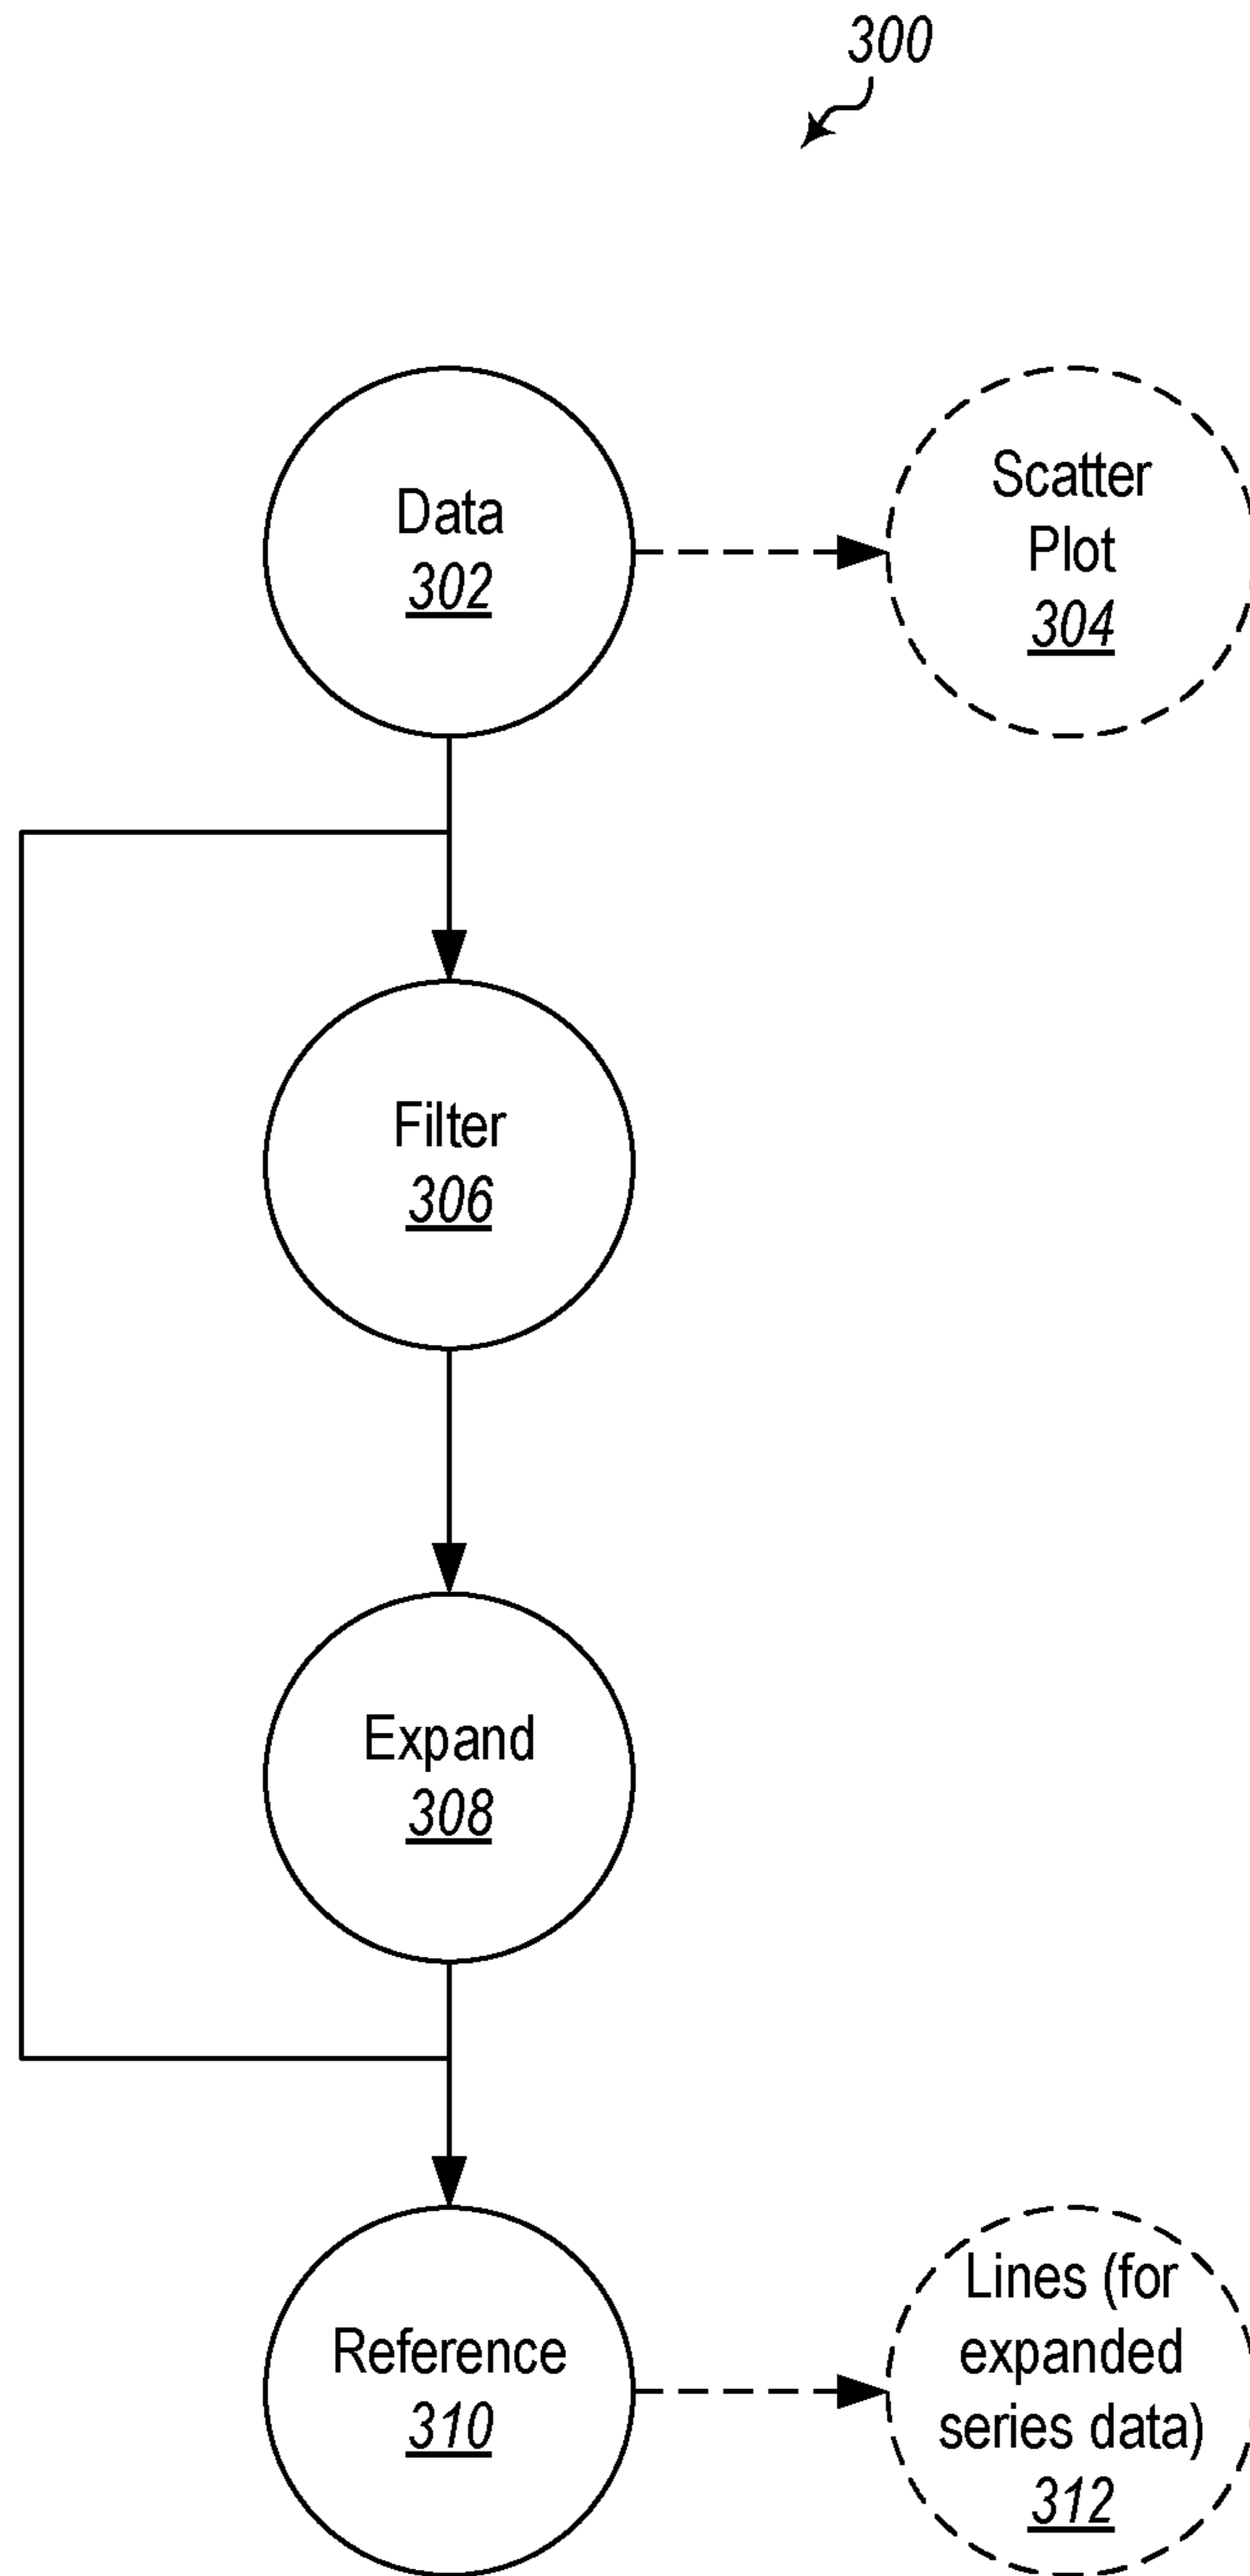 300
Data
302
Scatter
Plot
304
Filter
306
Expand
308
Reference
310
Lines (for
expanded
series data)
312